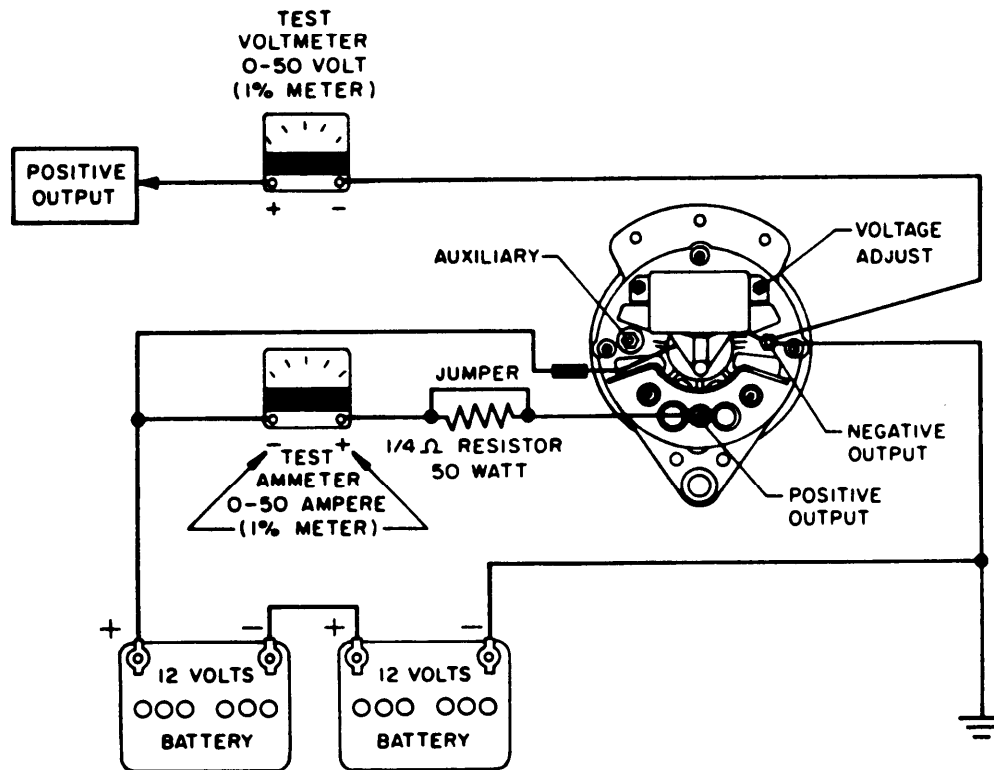 TEST
VOLTMETER
0-50 VOLT
(1% METER)
POSITIVE
OUTPUT
+ -
AUXILIARY
VOLTAGE
ADJUST
JUMPER
- +
1/4 Ω RESISTOR
50 WATT
TEST
AMMETER
0-50 AMPERE
(1% METER)
NEGATIVE
OUTPUT
POSITIVE
OUTPUT
+ - + -
12 VOLTS
BATTERY
12 VOLTS
BATTERY